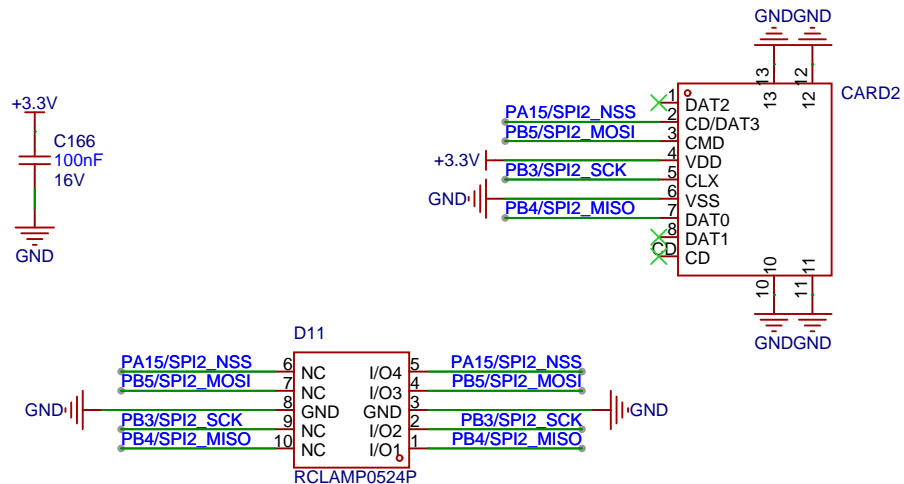 GND GND
13 12
13 12
CARD2
1 DAT2
PA15/SPI2_NSS 2 CD/DAT3
PB5/SPI2_MOSI 3 CMD
+3.3V 4 VDD
PB3/SPI2_SCK 5 CLX
GND 6 VSS
PB4/SPI2_MISO 7 DAT0
8 DAT1
CD CD
10 11
10 11
GND GND
+3.3V
C166
100nF
16V
GND
D11
PA15/SPI2_NSS 6 NC I/O4 5 PA15/SPI2_NSS
PB5/SPI2_MOSI 7 NC I/O3 4 PB5/SPI2_MOSI
GND 8 GND GND 3 GND
PB3/SPI2_SCK 9 NC I/O2 2 PB3/SPI2_SCK
PB4/SPI2_MISO 10 NC I/O1 1 PB4/SPI2_MISO
RCLAMP0524P